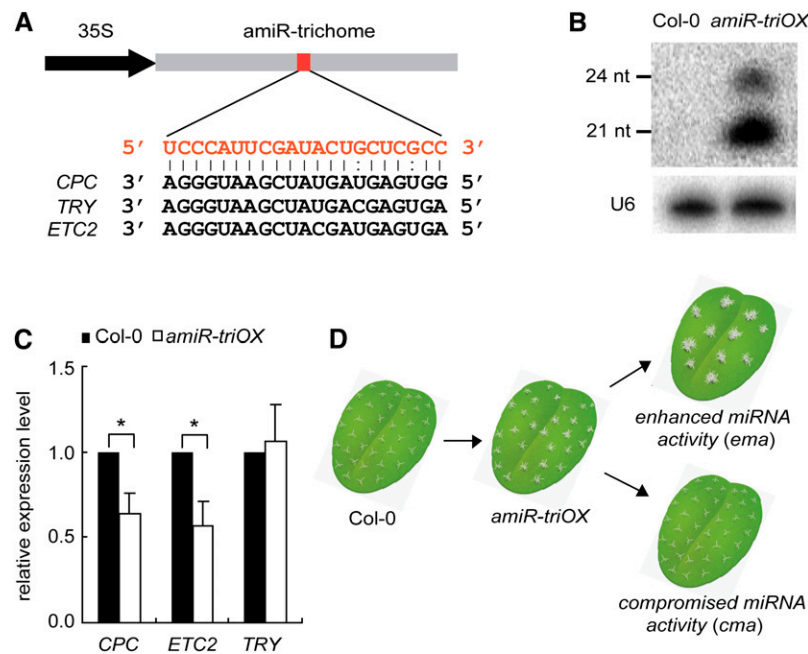 A
35S
amiR-trichome
5′ UCCCAUUCGAUACUGCUCGCC 3′
CPC 3′ AGGGUAAGCUAUGAUGAGUGG 5′
TRY 3′ AGGGUAAGCUAUGACGAGUGA 5′
ETC2 3′ AGGGUAAGCUACGAUGAGUGA 5′
B
Col-0 amiR-triOX
24 nt
21 nt
U6
C
Col-0 amiR-triOX
relative expression level
1.5
1.0
0.5
0.0
* *
CPC ETC2 TRY
D
Col-0
amiR-triOX
enhanced miRNA
activity (ema)
compromised miRNA
activity (cma)